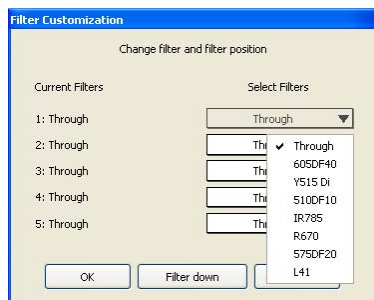 Filter Customization
Change filter and filter position
Current Filters Select Filters
1: Through Through
2: Through
3: Through
4: Through
5: Through
✔ Through
605DF40
Y515 Di
510DF10
IR785
R670
575DF20
L41
OK Filter down